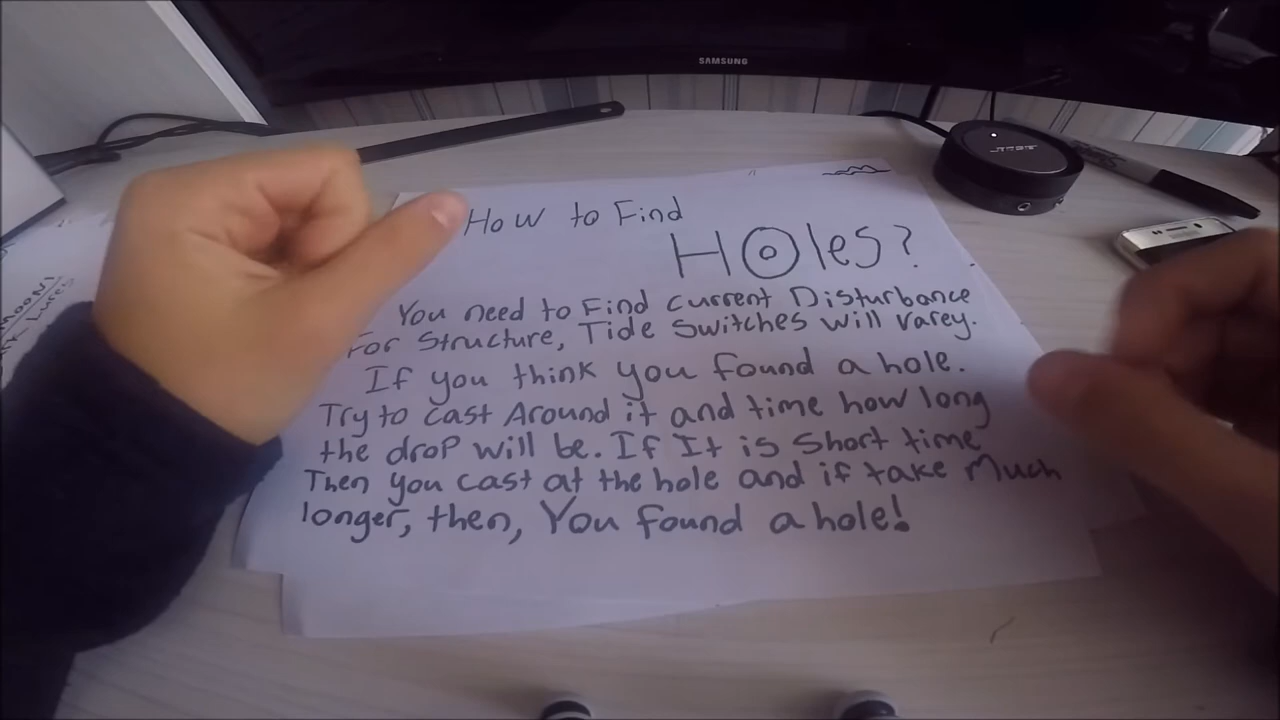 SAMSUNG
How to Find
Holes?
You need to Find current Disturbance
For Structure, Tide Switches will varey.
If you think you found a hole.
Try to cast Around it and time how long
the drop will be. If It is Short time
Then you cast at the hole and if take Much
longer, then, You found a hole!